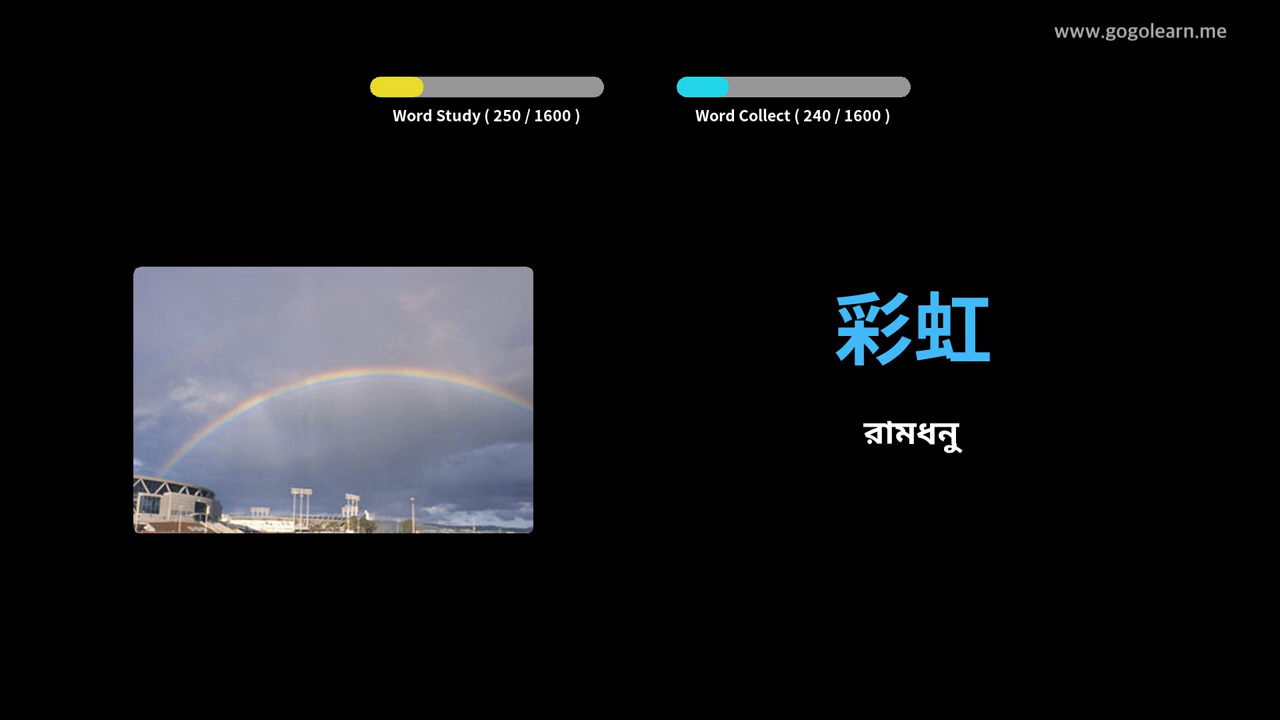 www.gogolearn.me
Word Study ( 250 / 1600 )
Word Collect ( 240 / 1600 )
彩虹
রামধনু